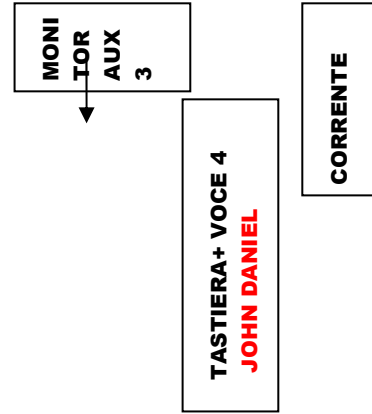 MONI
TOR
AUX
3
TASTIERA+ VOCE 4
JOHN DANIEL
CORRENTE